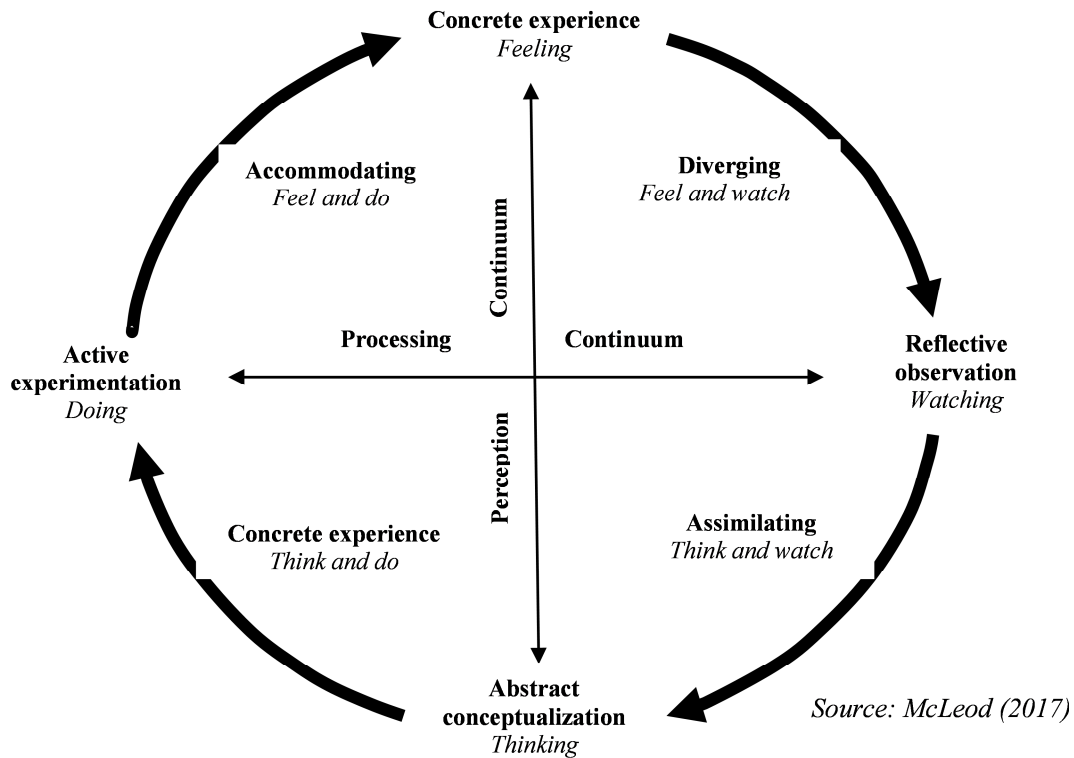 Concrete experience
Feeling
Accommodating
Feel and do
Diverging
Feel and watch
Continuum
Processing
Continuum
Active
experimentation
Doing
Reflective
observation
Watching
Perception
Concrete experience
Think and do
Assimilating
Think and watch
Abstract
conceptualization
Thinking
Source: McLeod (2017)